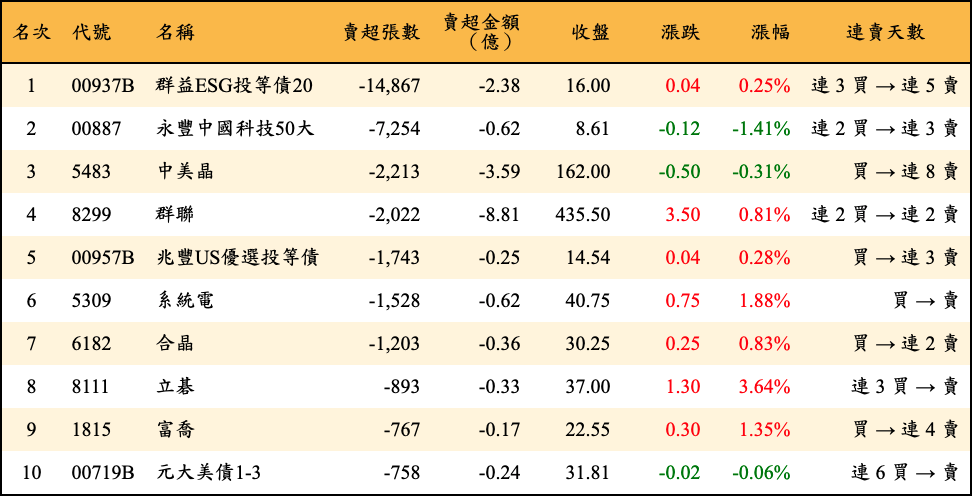 名次 代號 名稱 賣超張數 賣超金額（億） 收盤 漲跌 漲幅 連賣天數
1 00937B 群益ESG投等債20 -14,867 -2.38 16.00 0.04 0.25% 連 3 買 → 連 5 賣
2 00887 永豐中國科技50大 -7,254 -0.62 8.61 -0.12 -1.41% 連 2 買 → 連 3 賣
3 5483 中美晶 -2,213 -3.59 162.00 -0.50 -0.31% 買 → 連 8 賣
4 8299 群聯 -2,022 -8.81 435.50 3.50 0.81% 連 2 買 → 連 2 賣
5 00957B 兆豐US優選投等債 -1,743 -0.25 14.54 0.04 0.28% 買 → 連 3 賣
6 5309 系統電 -1,528 -0.62 40.75 0.75 1.88% 買 → 賣
7 6182 合晶 -1,203 -0.36 30.25 0.25 0.83% 買 → 連 2 賣
8 8111 立碁 -893 -0.33 37.00 1.30 3.64% 連 3 買 → 賣
9 1815 富喬 -767 -0.17 22.55 0.30 1.35% 買 → 連 4 賣
10 00719B 元大美債1-3 -758 -0.24 31.81 -0.02 -0.06% 連 6 買 → 賣